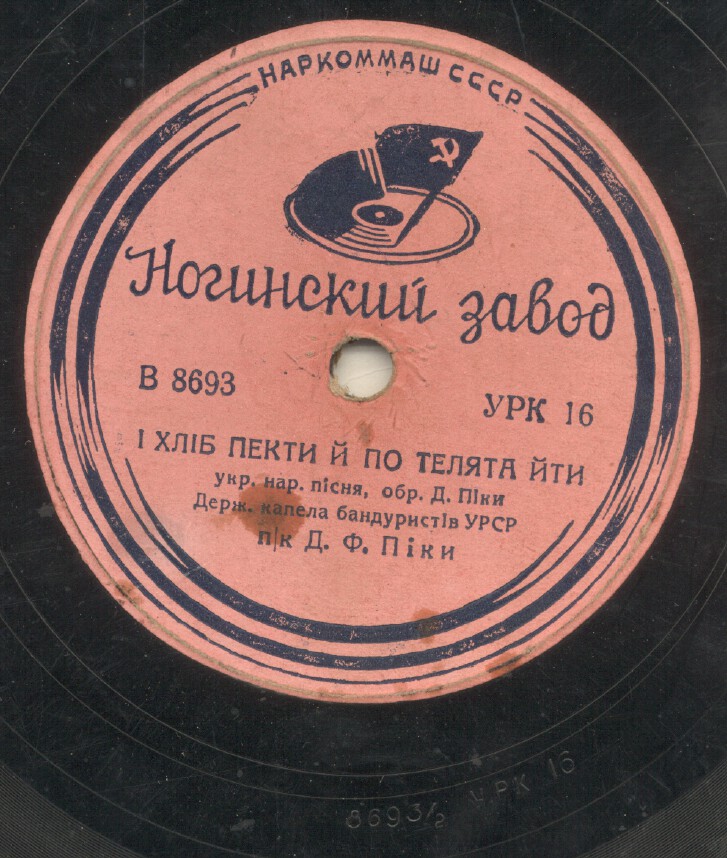 НАРКОММАШ СССР
Ногинский завод
В 8693
УРК 16
І ХЛІБ ПЕКТИ Й ПО ТЕЛЯТА ЙТИ
укр. нар. пісня, обр. Д. Піки
Держ. капела бандуристів УРСР
п/к Д. Ф. Піки
8693/2 УРК 16